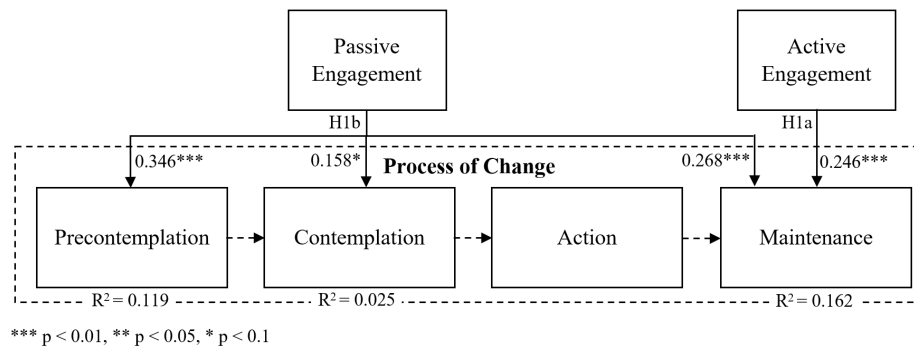 Passive
Engagement
Active
Engagement
H1b
H1a
0.346***
0.158*
0.268***
0.246***
Process of Change
Precontemplation
Contemplation
Action
Maintenance
R² = 0.119
R² = 0.025
R² = 0.162
*** p < 0.01, ** p < 0.05, * p < 0.1